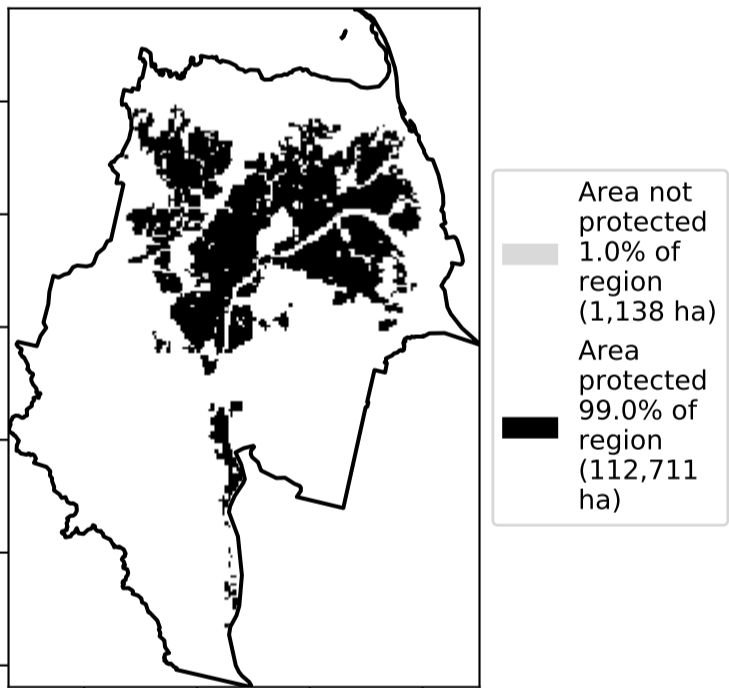 Area not
protected
1.0% of
region
(1,138 ha)
Area
protected
99.0% of
region
(112,711
ha)